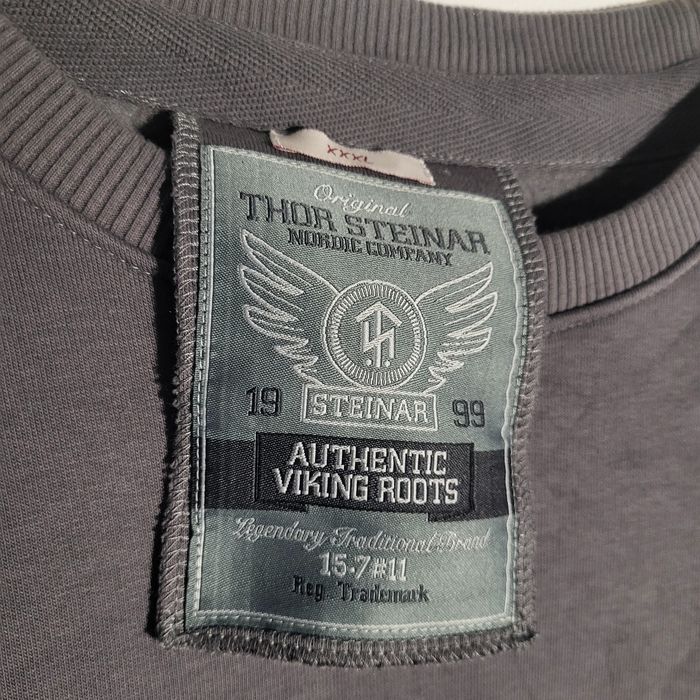 XXXL
Original
THOR STEINAR
NORDIC COMPANY
19 STEINAR 99
AUTHENTIC
VIKING ROOTS
Legendary Traditional Brand
15.7#11
Reg. Trademark